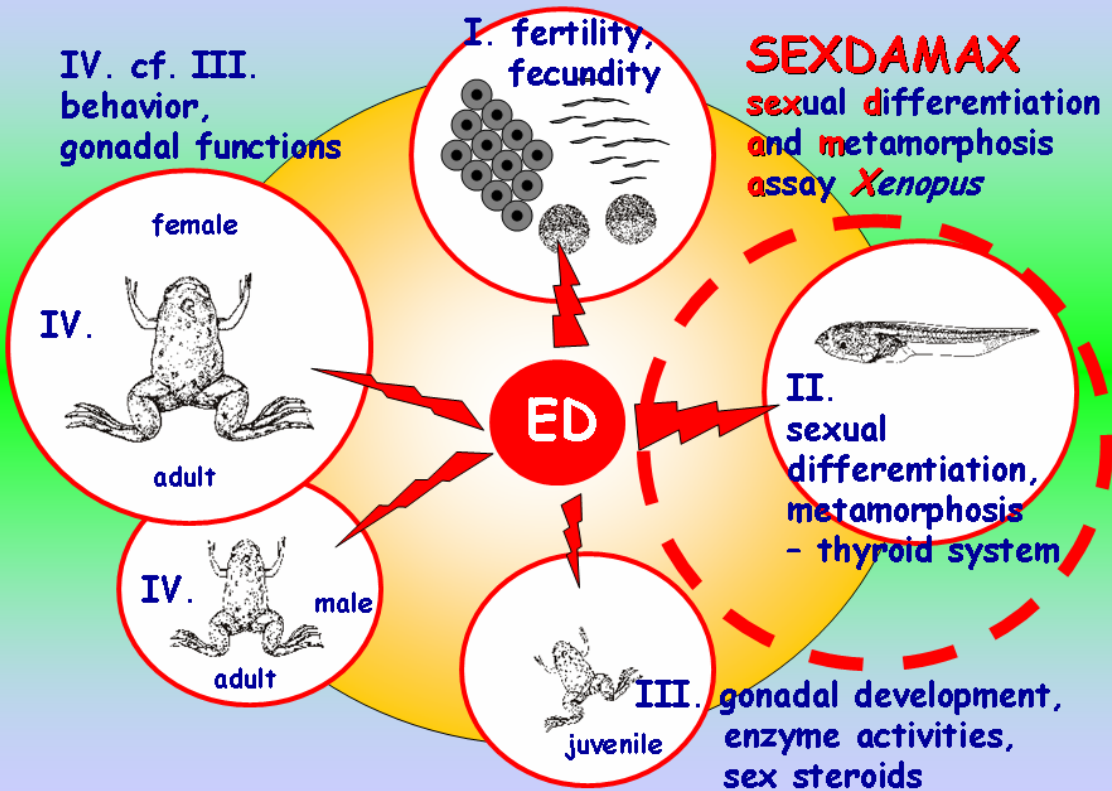 IV. cf. III.
behavior,
gonadal functions
I. fertility,
fecundity
SEXDAMAX
sexual differentiation
and metamorphosis
assay Xenopus
female
IV.
adult
IV.
male
adult
ED
II.
sexual
differentiation,
metamorphosis
– thyroid system
juvenile
III. gonadal development,
enzyme activities,
sex steroids